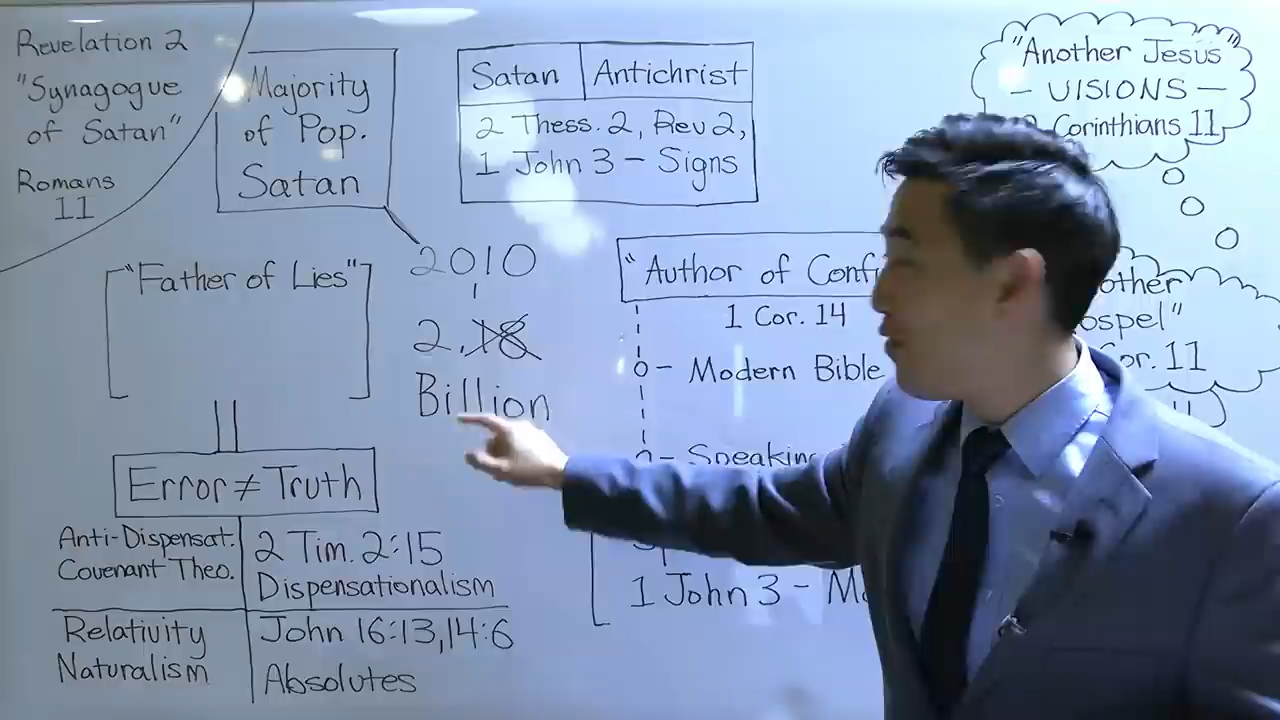 Revelation 2
"Synagogue
of Satan"
Romans
11
Majority
of Pop.
Satan
Satan
Antichrist
2 Thess. 2, Rev 2,
1 John 3 - Signs
"Another Jesus"
- VISIONS -
Corinthians 11
"Father of Lies"
2010
2.18
Billion
"Author of
1 Cor. 14
- Modern Bible
- Speaking
Cor. 11
Error ≠ Truth
Anti-Dispensat.
Covenant Theo.
2 Tim. 2:15
Dispensationalism
Relativity
Naturalism
John 16:13,14:6
Absolutes
1 John 3 -